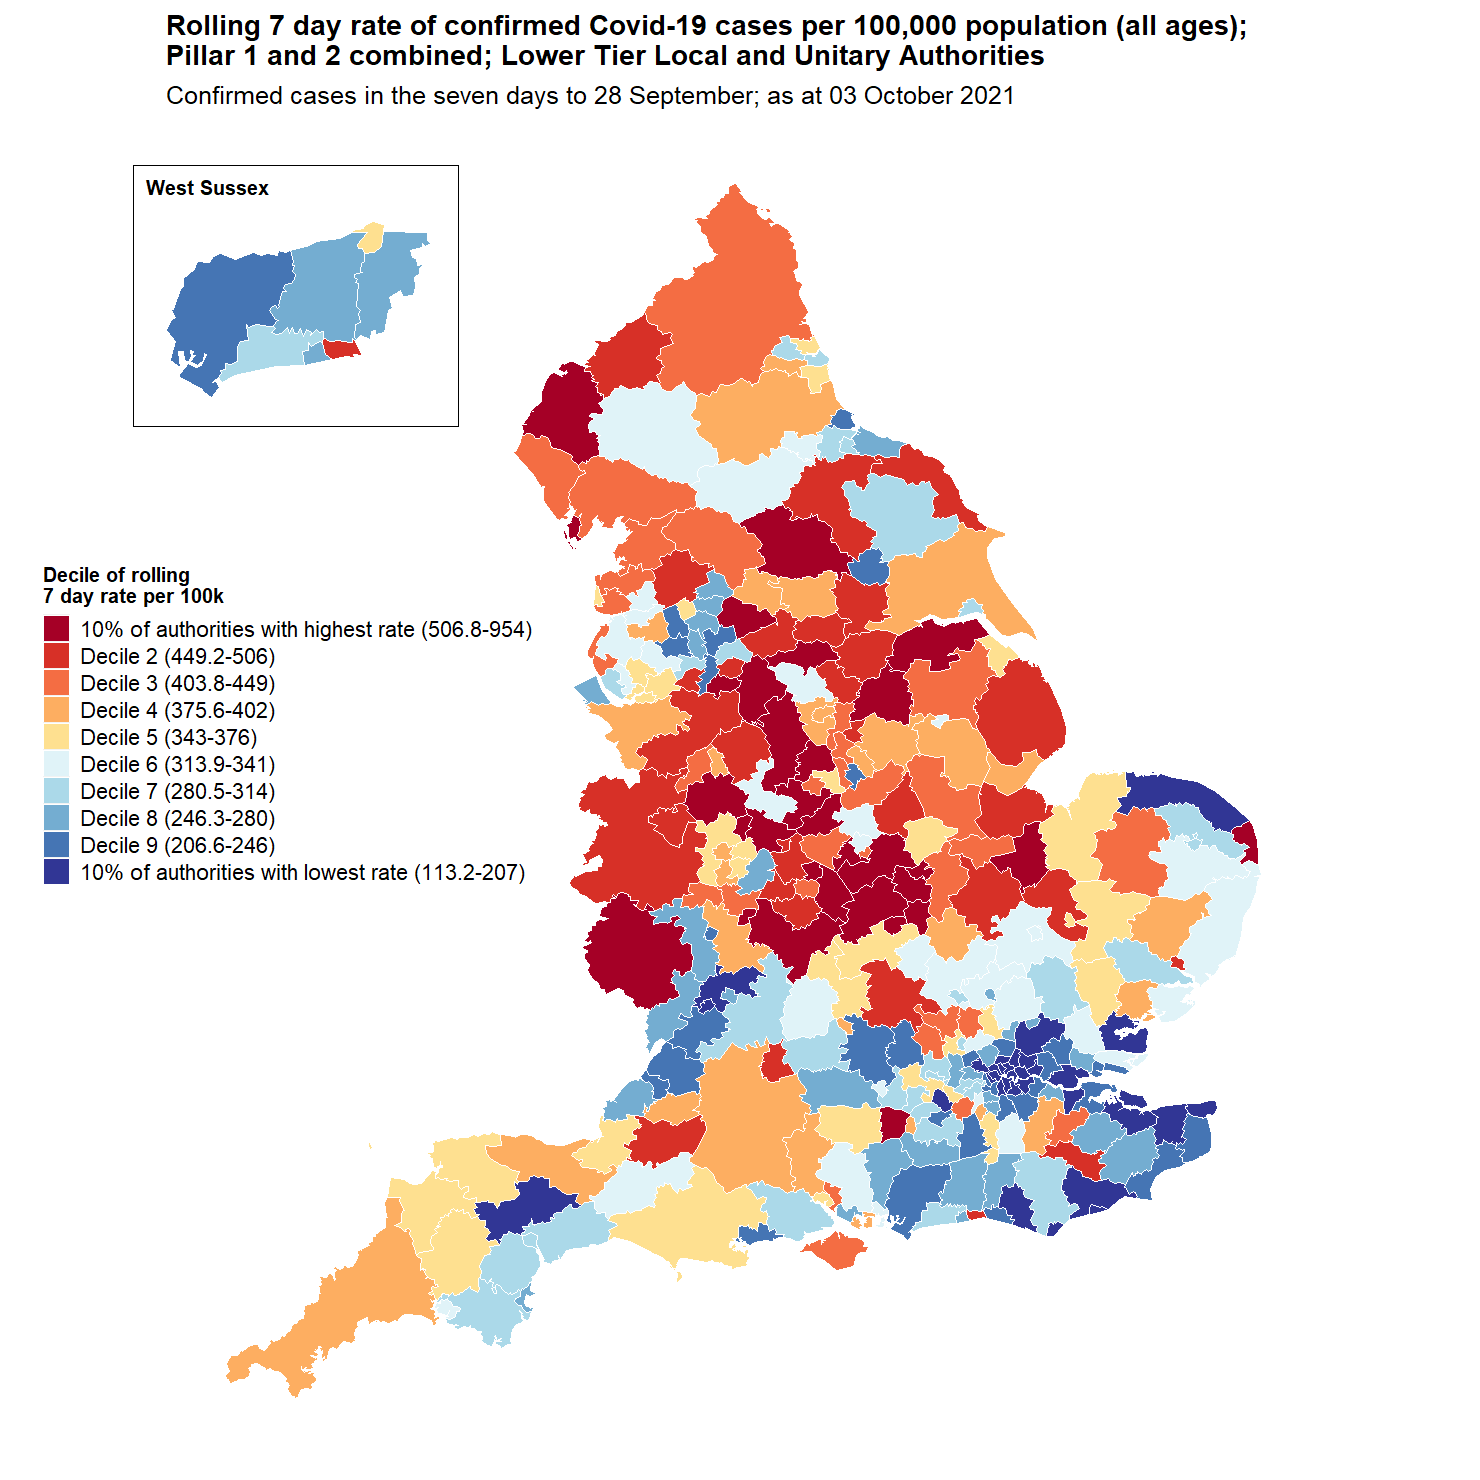 Rolling 7 day rate of confirmed Covid-19 cases per 100,000 population (all ages);
Pillar 1 and 2 combined; Lower Tier Local and Unitary Authorities
Confirmed cases in the seven days to 28 September; as at 03 October 2021
West Sussex
Decile of rolling
7 day rate per 100k
10% of authorities with highest rate (506.8-954)
Decile 2 (449.2-506)
Decile 3 (403.8-449)
Decile 4 (375.6-402)
Decile 5 (343-376)
Decile 6 (313.9-341)
Decile 7 (280.5-314)
Decile 8 (246.3-280)
Decile 9 (206.6-246)
10% of authorities with lowest rate (113.2-207)